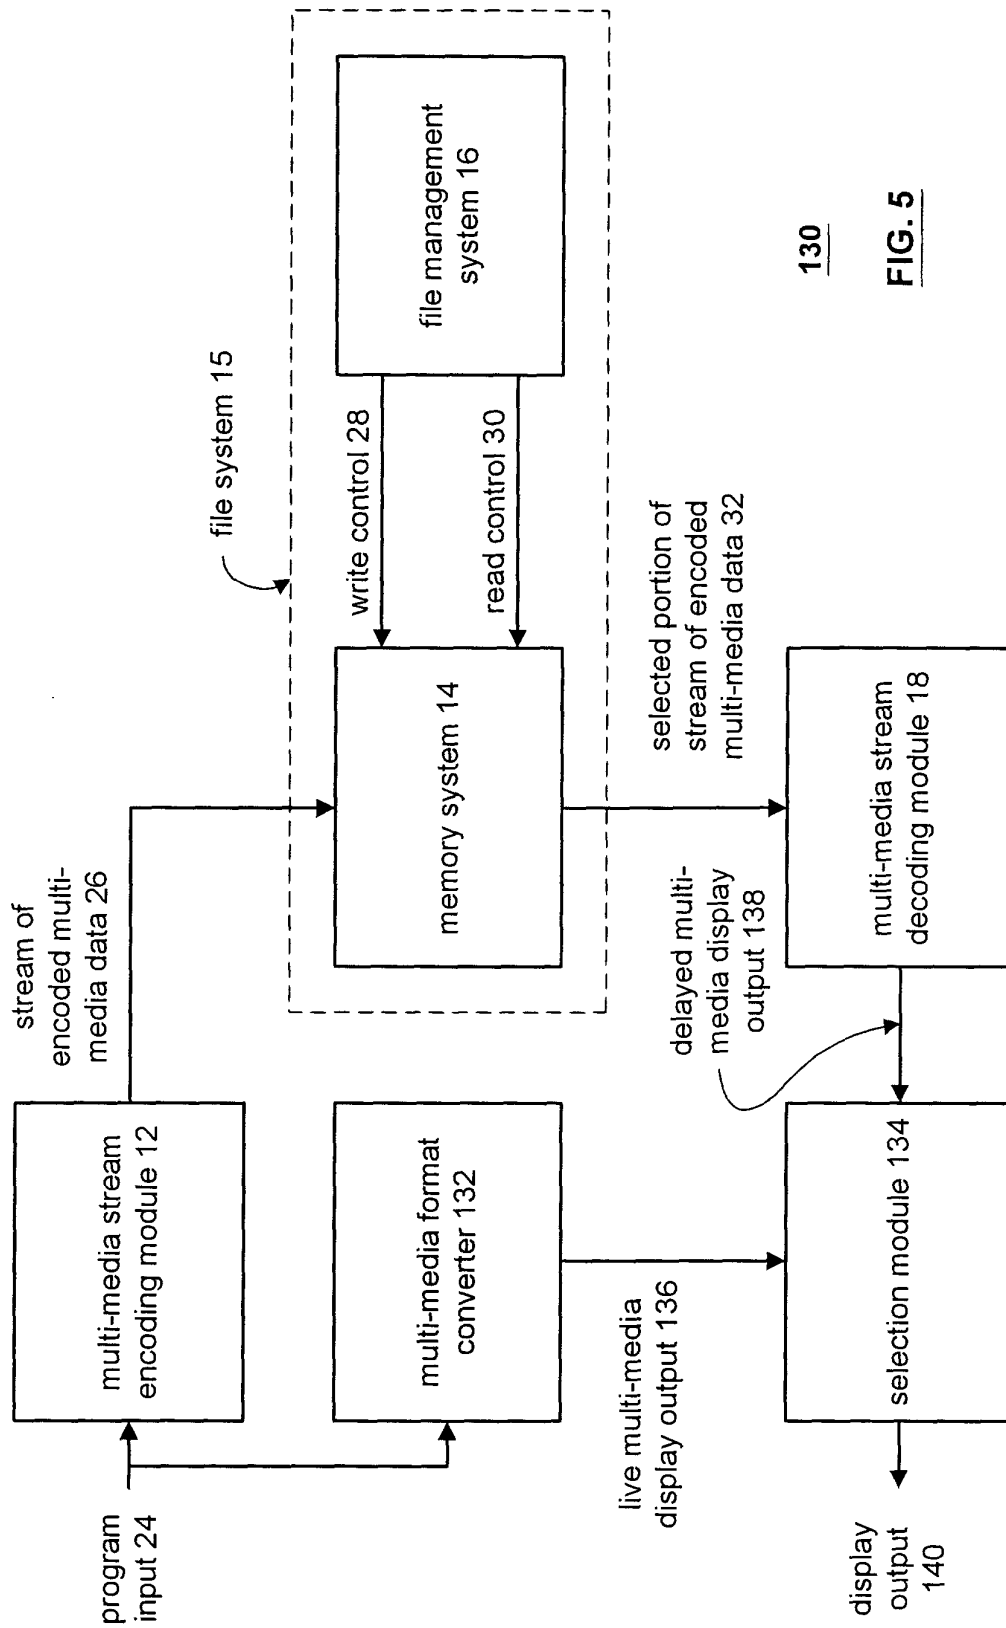 program
input 24
multi-media stream
encoding module 12
stream of
encoded multi-
media data 26
file system 15
multi-media format
converter 132
memory system 14
write control 28
read control 30
file management
system 16
live multi-media
display output 136
delayed multi-
media display
output 138
selected portion of
stream of encoded
multi-media data 32
display
output
140
selection module 134
multi-media stream
decoding module 18
130
FIG. 5